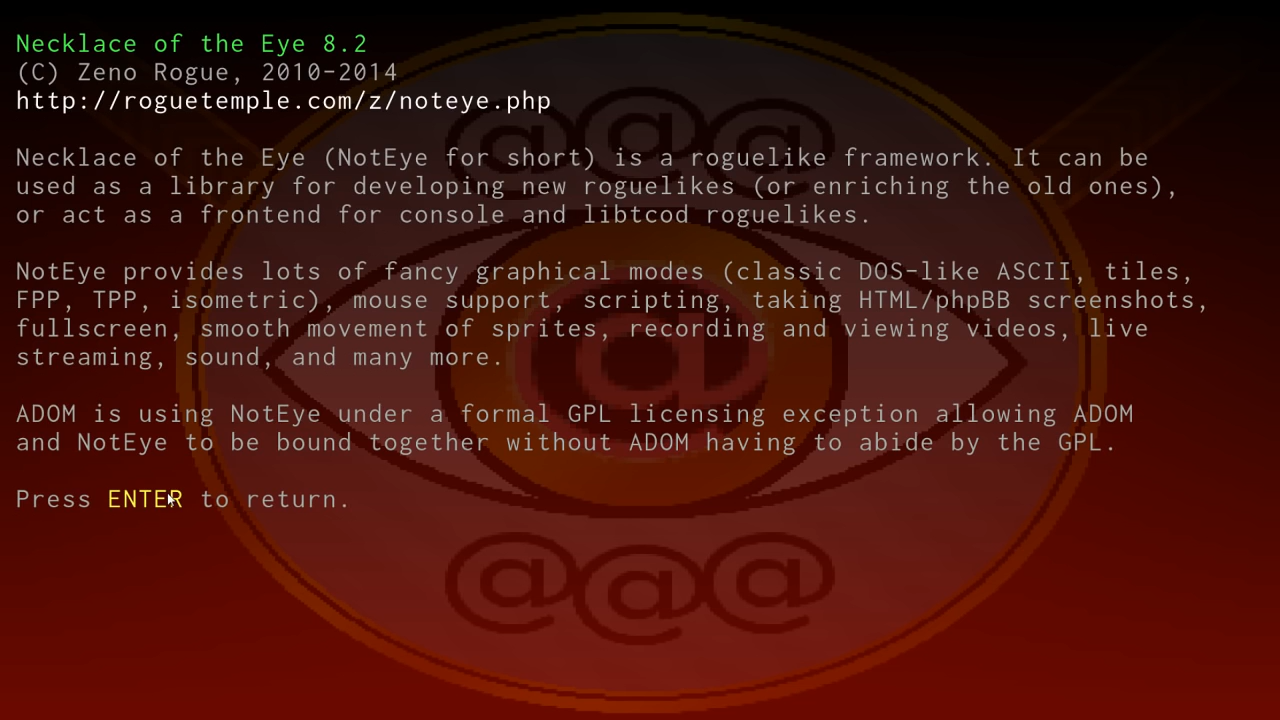 Necklace of the Eye 8.2
(C) Zeno Rogue, 2010-2014
http://roguetemple.com/z/noteye.php
Necklace of the Eye (NotEye for short) is a roguelike framework. It can be
used as a library for developing new roguelikes (or enriching the old ones),
or act as a frontend for console and libtcod roguelikes.
NotEye provides lots of fancy graphical modes (classic DOS-like ASCII, tiles,
FPP, TPP, isometric), mouse support, scripting, taking HTML/phpBB screenshots,
fullscreen, smooth movement of sprites, recording and viewing videos, live
streaming, sound, and many more.
ADOM is using NotEye under a formal GPL licensing exception allowing ADOM
and NotEye to be bound together without ADOM having to abide by the GPL.
Press ENTER to return.
@@@
@
@@@